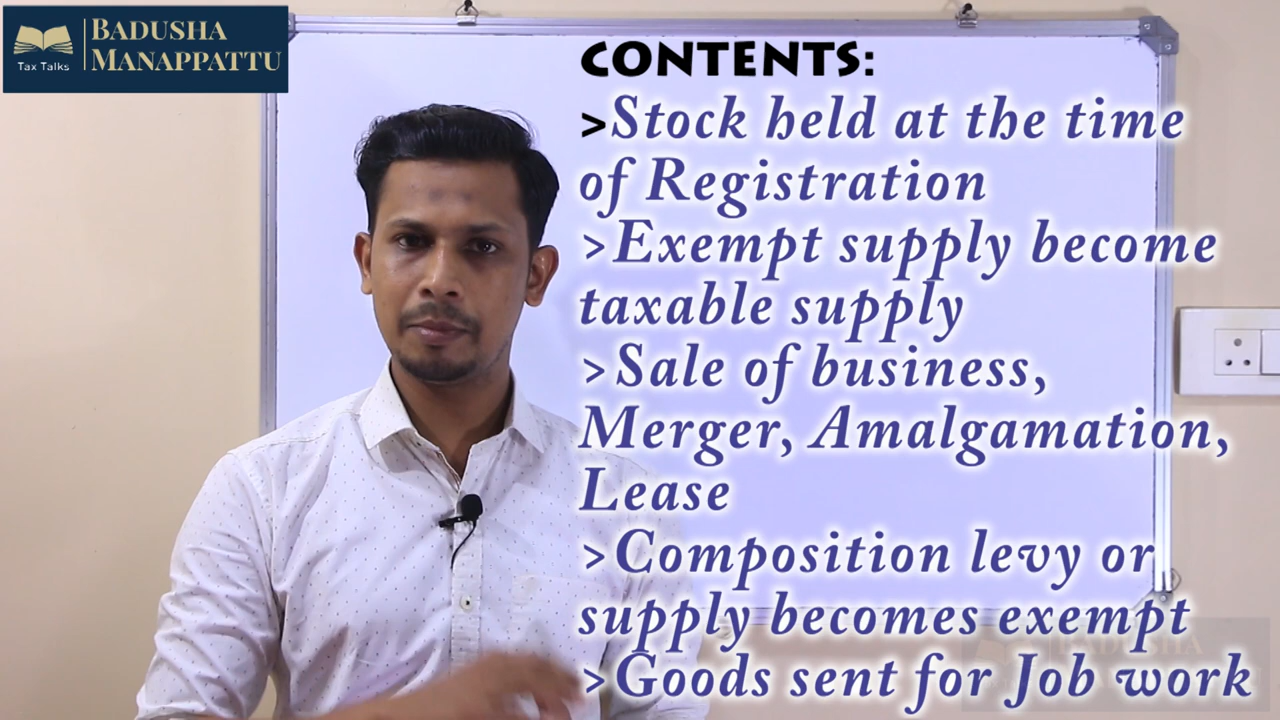 BADUSHA
MANAPPATTU
Tax Talks
CONTENTS:
>Stock held at the time
of Registration
>Exempt supply become
taxable supply
>Sale of business,
Merger, Amalgamation,
Lease
>Composition levy or
supply becomes exempt
>Goods sent for Job work
BADUSHA